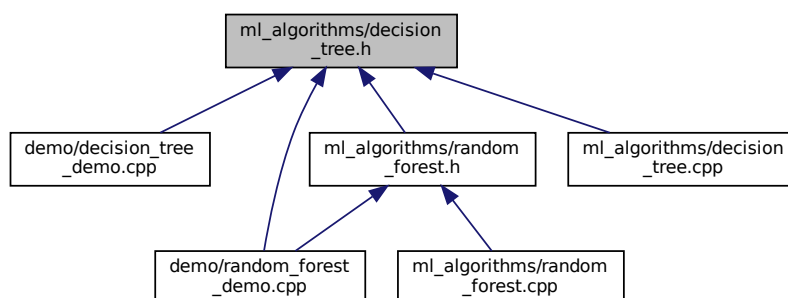 ml_algorithms/decision
_tree.h
demo/decision_tree
_demo.cpp
ml_algorithms/random
_forest.h
ml_algorithms/decision
_tree.cpp
demo/random_forest
_demo.cpp
ml_algorithms/random
_forest.cpp